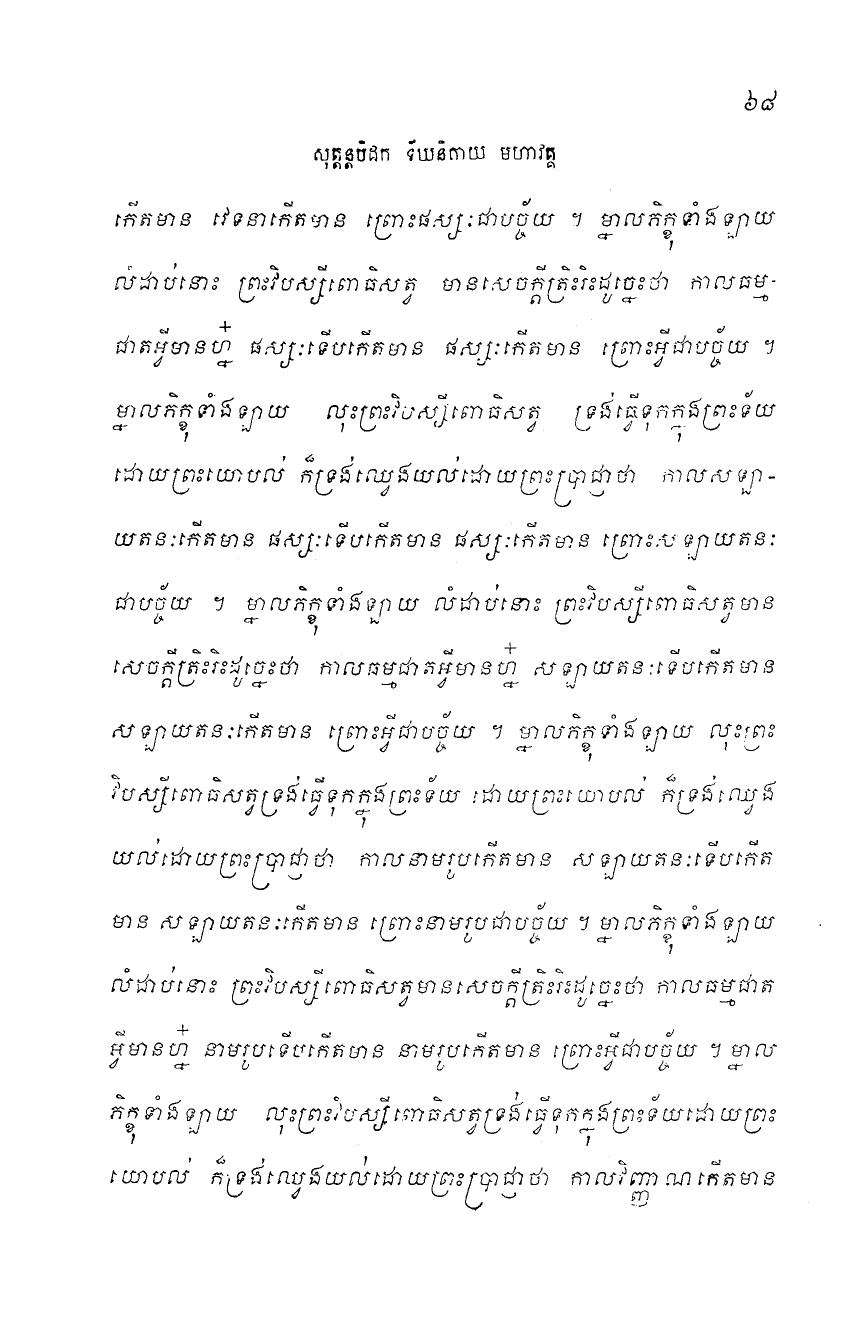 ៦៨
សុត្តន្តបិដក ទីឃនិកាយ មហាវគ្គ
កើតមាន វេទនាកើតមាន ព្រោះផស្សៈជាបច្ច័យ ។ ម្នាលភិក្ខុទាំងឡាយ
លំដាប់នោះ ព្រះវិបស្សីពោធិសត្វ មានសេចក្តីត្រិះរិះដូច្នេះថា កាលធម្ម-
ជាតអ្វីមានហ្ន៎ ផស្សៈទើបកើតមាន ផស្សៈកើតមាន ព្រោះអ្វីជាបច្ច័យ ។
ម្នាលភិក្ខុទាំងឡាយ លុះព្រះវិបស្សីពោធិសត្វ ទ្រង់ធ្វើទុកក្នុងព្រះទ័យ
ដោយព្រះយោបល់ ក៏ទ្រង់ឈ្វេងយល់ដោយព្រះប្រាជ្ញាថា កាលសឡា-
យតនៈកើតមាន ផស្សៈទើបកើតមាន ផស្សៈកើតមាន ព្រោះសឡាយតនៈ
ជាបច្ច័យ ។ ម្នាលភិក្ខុទាំងឡាយ លំដាប់នោះ ព្រះវិបស្សីពោធិសត្វមាន
សេចក្តីត្រិះរិះដូច្នេះថា កាលធម្មជាតអ្វីមានហ្ន៎ សឡាយតនៈទើបកើតមាន
សឡាយតនៈកើតមាន ព្រោះអ្វីជាបច្ច័យ ។ ម្នាលភិក្ខុទាំងឡាយ លុះព្រះ
វិបស្សីពោធិសត្វទ្រង់ធ្វើទុកក្នុងព្រះទ័យ ដោយព្រះយោបល់ ក៏ទ្រង់ឈ្វេង
យល់ដោយព្រះប្រាជ្ញាថា កាលនាមរូបកើតមាន សឡាយតនៈទើបកើត
មាន សឡាយតនៈកើតមាន ព្រោះនាមរូបជាបច្ច័យ ។ ម្នាលភិក្ខុទាំងឡាយ
លំដាប់នោះ ព្រះវិបស្សីពោធិសត្វមានសេចក្តីត្រិះរិះដូច្នេះថា កាលធម្មជាត
អ្វីមានហ្ន៎ នាមរូបទើបកើតមាន នាមរូបកើតមាន ព្រោះអ្វីជាបច្ច័យ ។ ម្នាល
ភិក្ខុទាំងឡាយ លុះព្រះវិបស្សីពោធិសត្វទ្រង់ធ្វើទុកក្នុងព្រះទ័យដោយព្រះ
យោបល់ ក៏ទ្រង់ឈ្វេងយល់ដោយព្រះប្រាជ្ញាថា កាលវិញ្ញាណកើតមាន